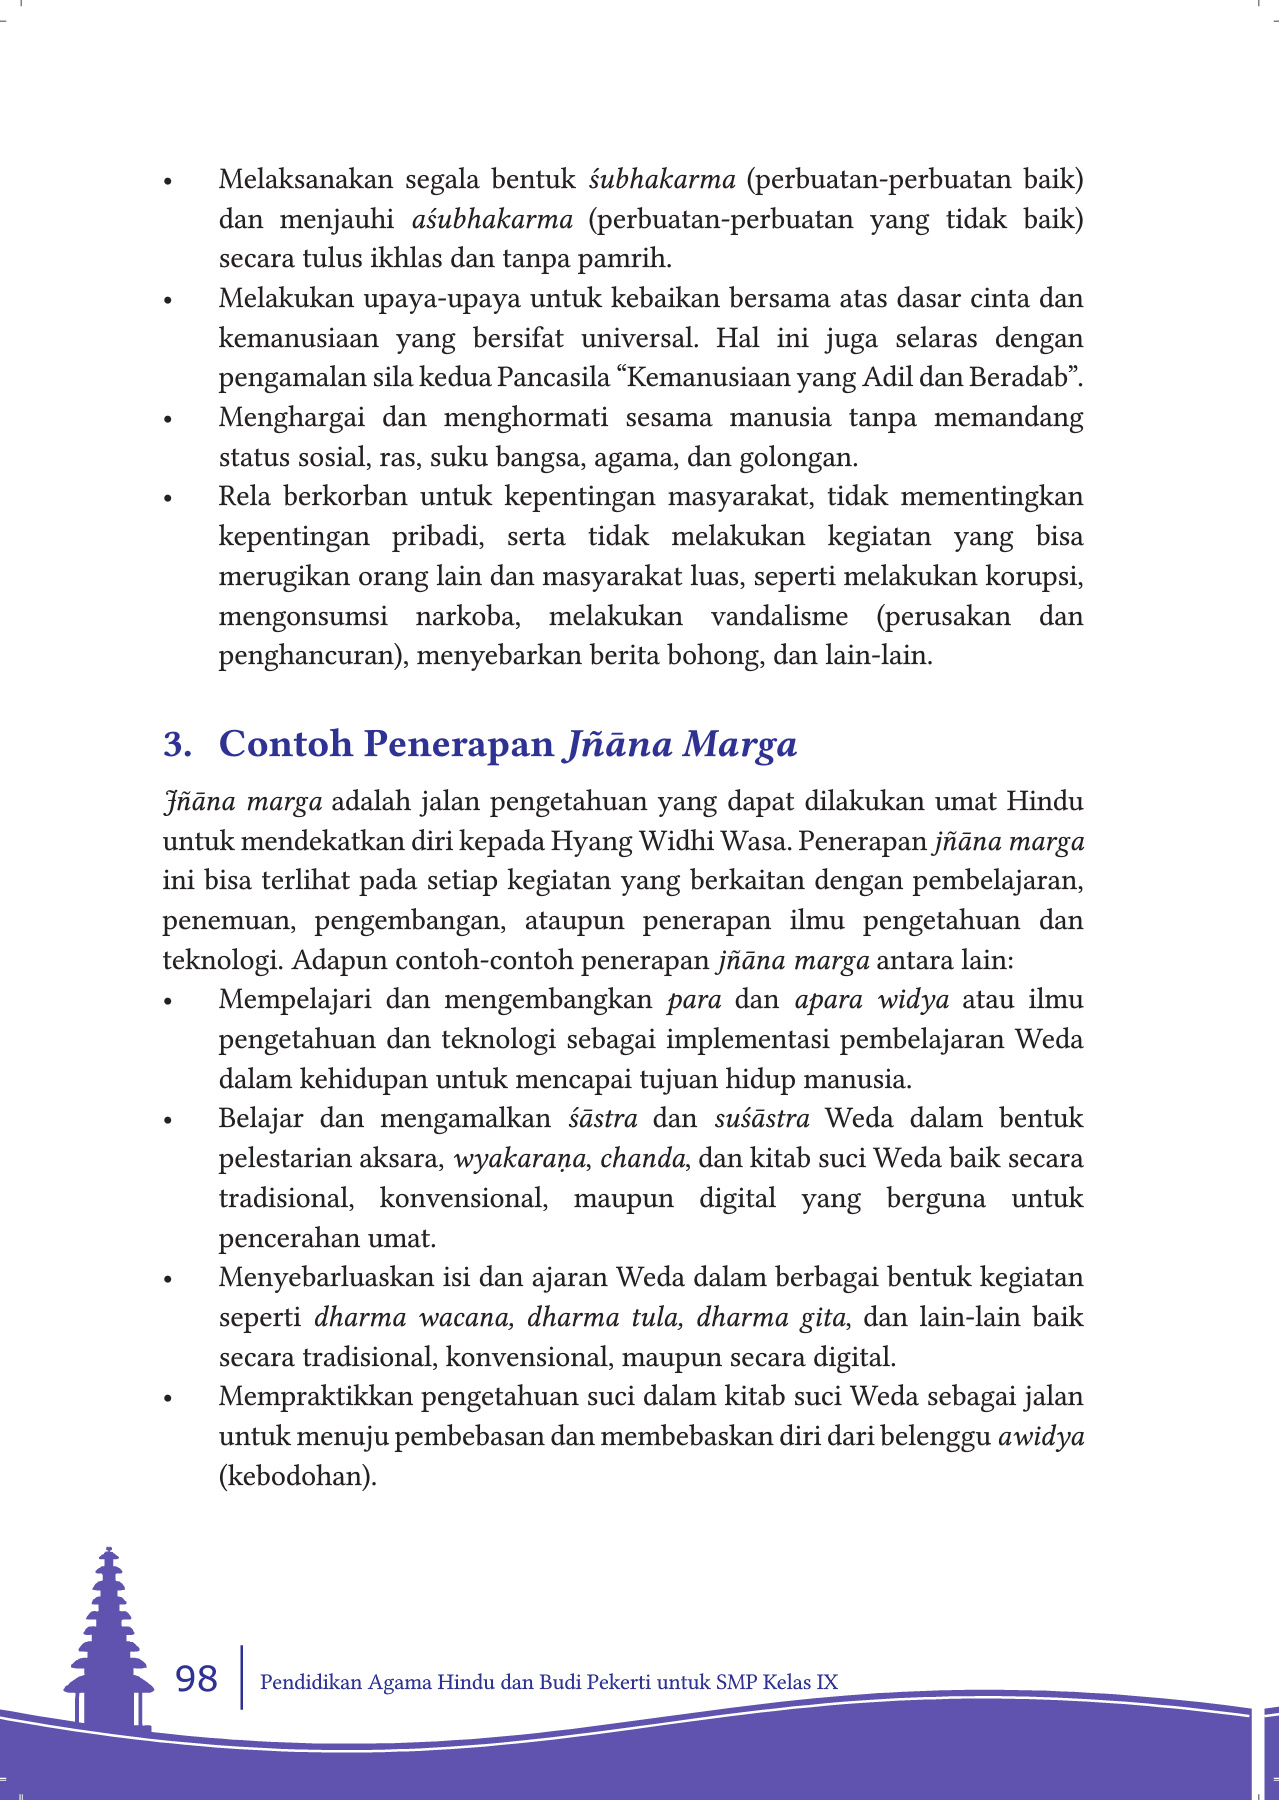 • Melaksanakan segala bentuk śubhakarma (perbuatan-perbuatan baik)
dan menjauhi aśubhakarma (perbuatan-perbuatan yang tidak baik)
secara tulus ikhlas dan tanpa pamrih.
• Melakukan upaya-upaya untuk kebaikan bersama atas dasar cinta dan
kemanusiaan yang bersifat universal. Hal ini juga selaras dengan
pengamalan sila kedua Pancasila “Kemanusiaan yang Adil dan Beradab”.
• Menghargai dan menghormati sesama manusia tanpa memandang
status sosial, ras, suku bangsa, agama, dan golongan.
• Rela berkorban untuk kepentingan masyarakat, tidak mementingkan
kepentingan pribadi, serta tidak melakukan kegiatan yang bisa
merugikan orang lain dan masyarakat luas, seperti melakukan korupsi,
mengonsumsi narkoba, melakukan vandalisme (perusakan dan
penghancuran), menyebarkan berita bohong, dan lain-lain.
3. Contoh Penerapan Jñāna Marga
Jñāna marga adalah jalan pengetahuan yang dapat dilakukan umat Hindu
untuk mendekatkan diri kepada Hyang Widhi Wasa. Penerapan jñāna marga
ini bisa terlihat pada setiap kegiatan yang berkaitan dengan pembelajaran,
penemuan, pengembangan, ataupun penerapan ilmu pengetahuan dan
teknologi. Adapun contoh-contoh penerapan jñāna marga antara lain:
• Mempelajari dan mengembangkan para dan apara widya atau ilmu
pengetahuan dan teknologi sebagai implementasi pembelajaran Weda
dalam kehidupan untuk mencapai tujuan hidup manusia.
• Belajar dan mengamalkan śāstra dan suśāstra Weda dalam bentuk
pelestarian aksara, wyakaraṇa, chanda, dan kitab suci Weda baik secara
tradisional, konvensional, maupun digital yang berguna untuk
pencerahan umat.
• Menyebarluaskan isi dan ajaran Weda dalam berbagai bentuk kegiatan
seperti dharma wacana, dharma tula, dharma gita, dan lain-lain baik
secara tradisional, konvensional, maupun secara digital.
• Mempraktikkan pengetahuan suci dalam kitab suci Weda sebagai jalan
untuk menuju pembebasan dan membebaskan diri dari belenggu awidya
(kebodohan).
98 Pendidikan Agama Hindu dan Budi Pekerti untuk SMP Kelas IX